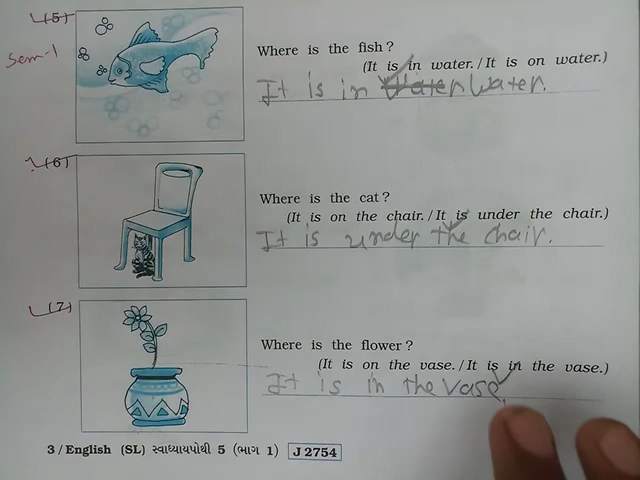 (5)
Sem-1
Where is the fish?
(It is in water./It is on water.)
It is in water.
(6)
Where is the cat?
(It is on the chair./It is under the chair.)
It is under the chair.
(7)
Where is the flower?
(It is on the vase./It is in the vase.)
It is in the vase.
3/English (SL) સ્વાધ્યાયપોથી 5 (ભાગ 1) J 2754